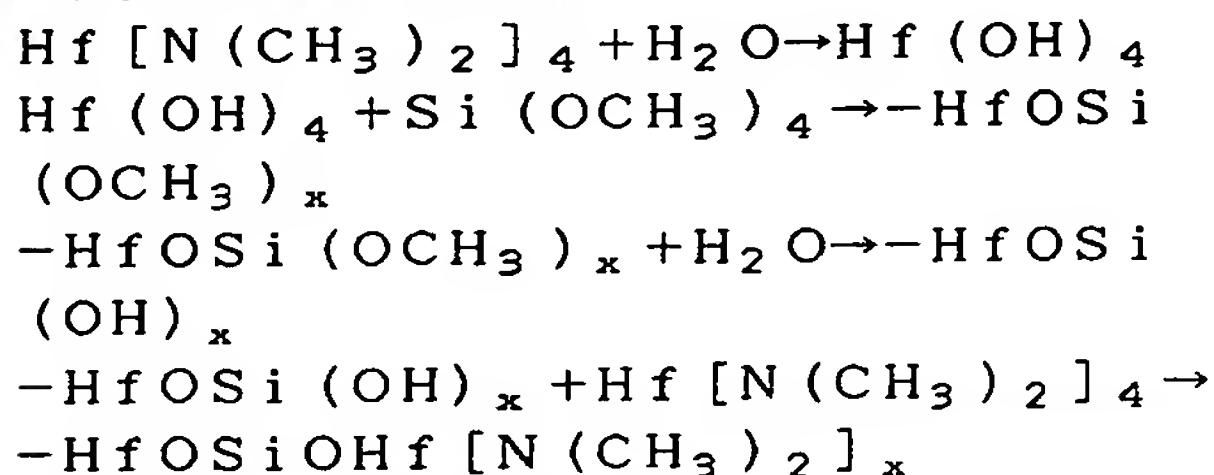 Hf[N(CH₃)₂]₄+H₂O→Hf(OH)₄
Hf(OH)₄+Si(OCH₃)₄→−HfOSi
(OCH₃)ₓ
−HfOSi(OCH₃)ₓ+H₂O→−HfOSi
(OH)ₓ
−HfOSi(OH)ₓ+Hf[N(CH₃)₂]₄→
−HfOSiOHf[N(CH₃)₂]ₓ